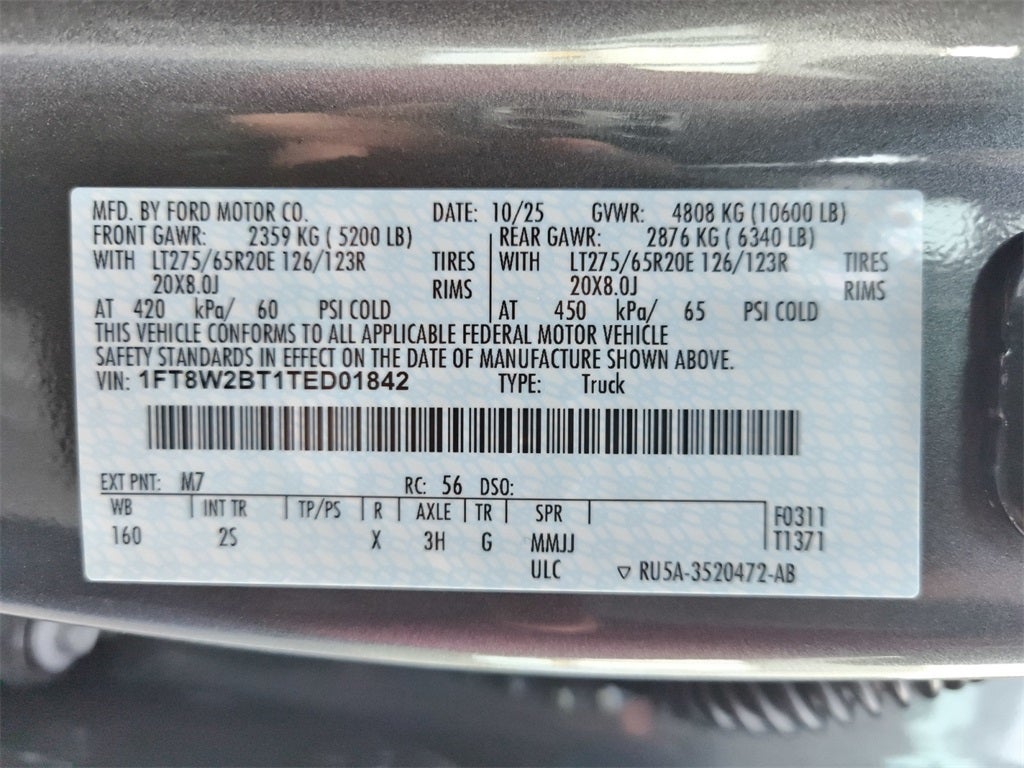 MFD. BY FORD MOTOR CO. DATE: 10/25 GVWR: 4808 KG (10600 LB)
FRONT GAWR: 2359 KG ( 5200 LB) REAR GAWR: 2876 KG ( 6340 LB)
WITH LT275/65R20E 126/123R TIRES WITH LT275/65R20E 126/123R TIRES
20X8.0J RIMS 20X8.0J RIMS
AT 420 kPa/ 60 PSI COLD AT 450 kPa/ 65 PSI COLD
THIS VEHICLE CONFORMS TO ALL APPLICABLE FEDERAL MOTOR VEHICLE
SAFETY STANDARDS IN EFFECT ON THE DATE OF MANUFACTURE SHOWN ABOVE.
VIN: 1FT8W2BT1TED01842 TYPE: Truck
EXT PNT: M7 RC: 56 DSO:
WB INT TR TP/PS R AXLE TR SPR F0311
160 2S X 3H G MMJJ T1371
ULC ▽ RU5A-3520472-AB